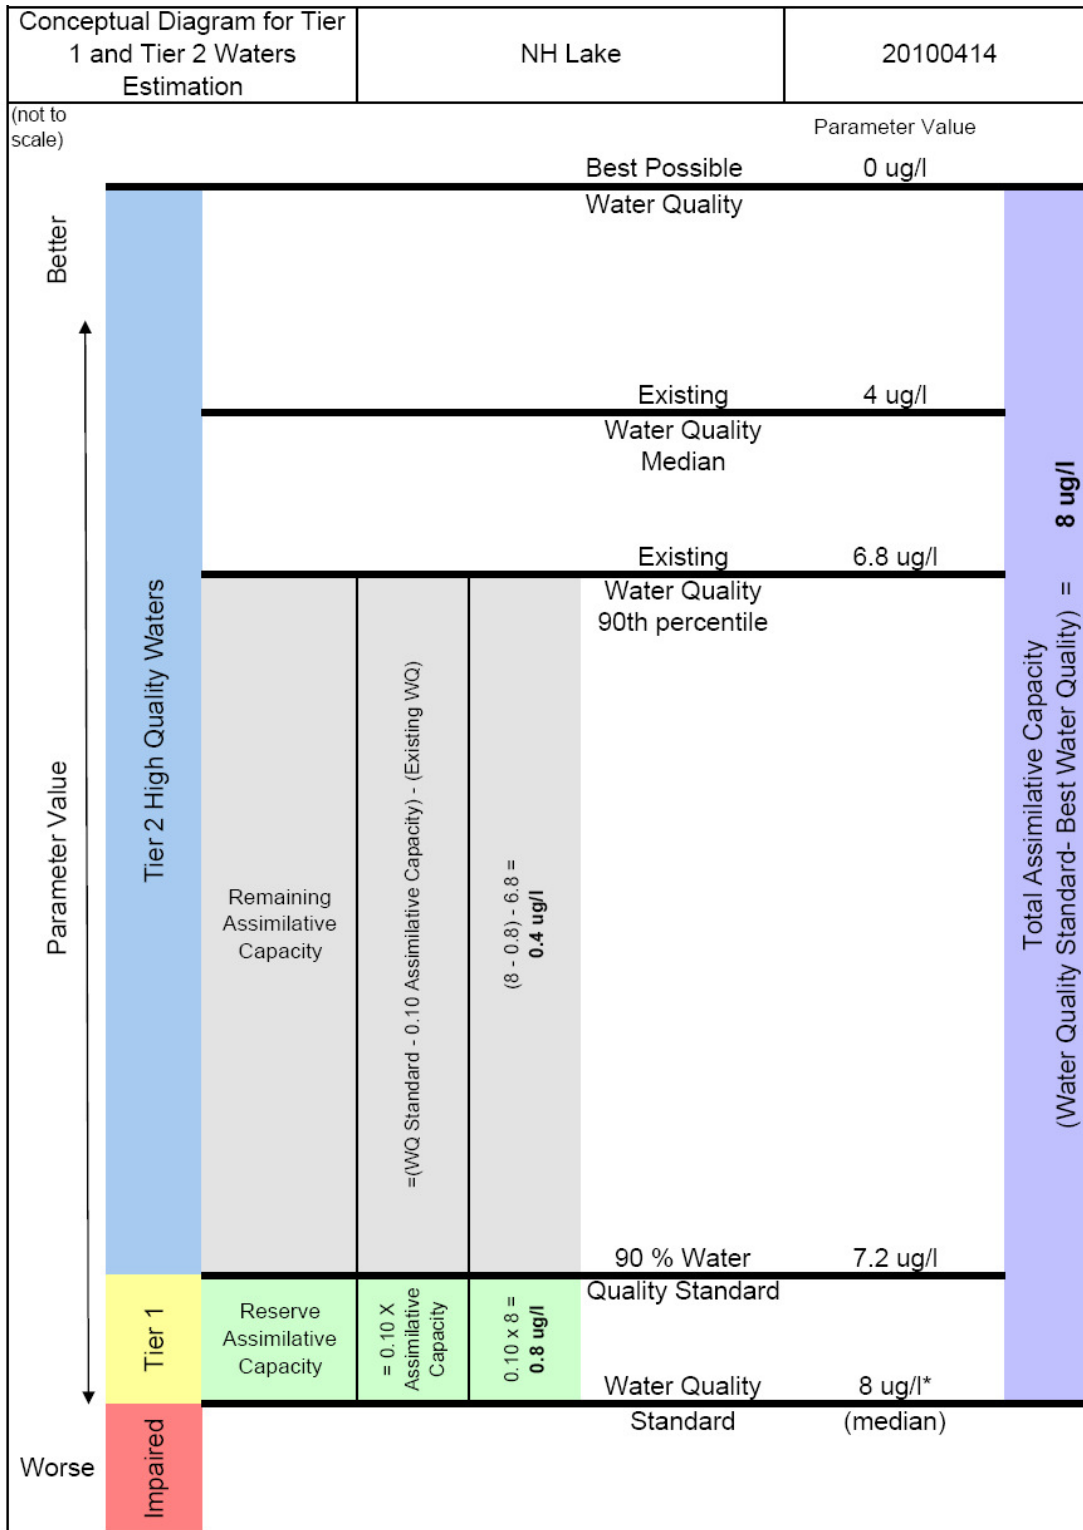 Conceptual Diagram for Tier
1 and Tier 2 Waters
Estimation
NH Lake
20100414
(not to
scale)
Parameter Value
Best Possible
0 ug/l
Water Quality
Better
Existing
4 ug/l
Water Quality
Median
Existing
6.8 ug/l
Water Quality
90th percentile
Parameter Value
Tier 2 High Quality Waters
Remaining
Assimilative
Capacity
=(WQ Standard - 0.10 Assimilative Capacity) - (Existing WQ)
(8 - 0.8) - 6.8 =
0.4 ug/l
Total Assimilative Capacity
(Water Quality Standard- Best Water Quality) = 8 ug/l
90 % Water
7.2 ug/l
Quality Standard
Tier 1
Reserve
Assimilative
Capacity
= 0.10 X
Assimilative
Capacity
0.10 x 8 =
0.8 ug/l
Water Quality
8 ug/l*
Standard
(median)
Worse
Impaired